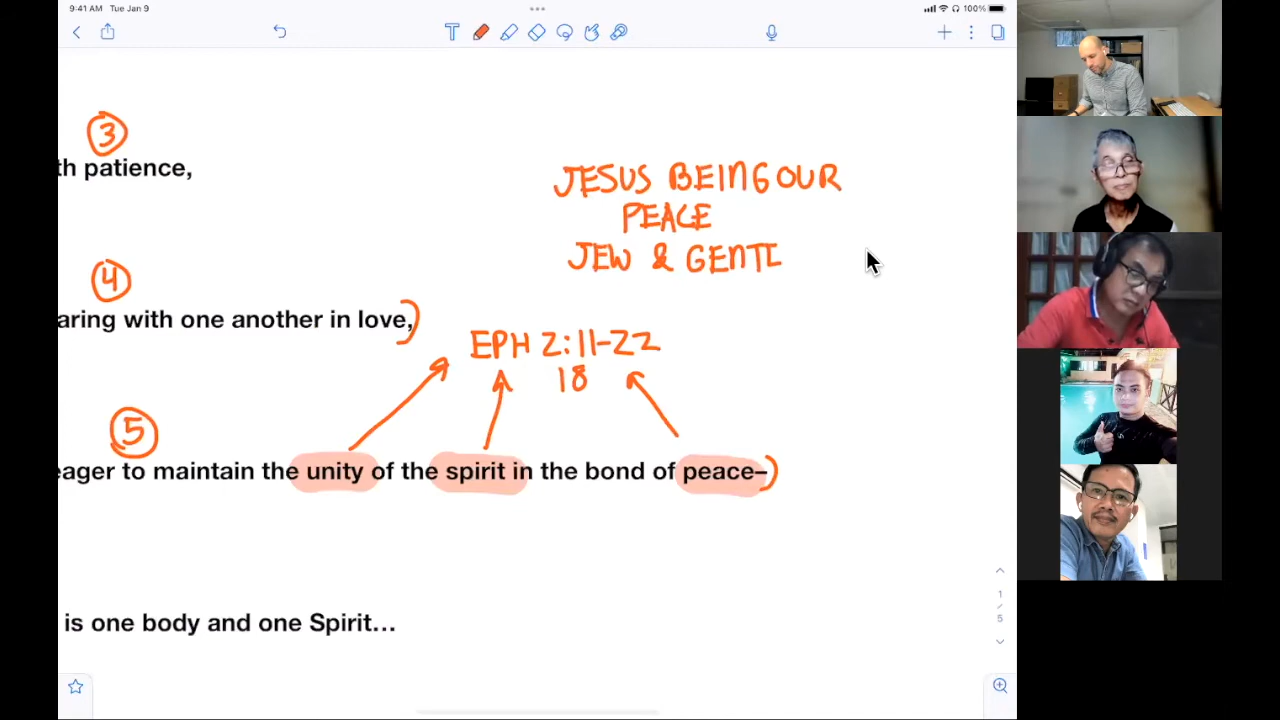 9:41 AM Tue Jan 9
100%
3
th patience,
JESUS BEING OUR
PEACE
JEW & GENTL
4
aring with one another in love,)
EPH 2:11-22
18
5
eager to maintain the unity of the spirit in the bond of peace–)
1
/
5
is one body and one Spirit...